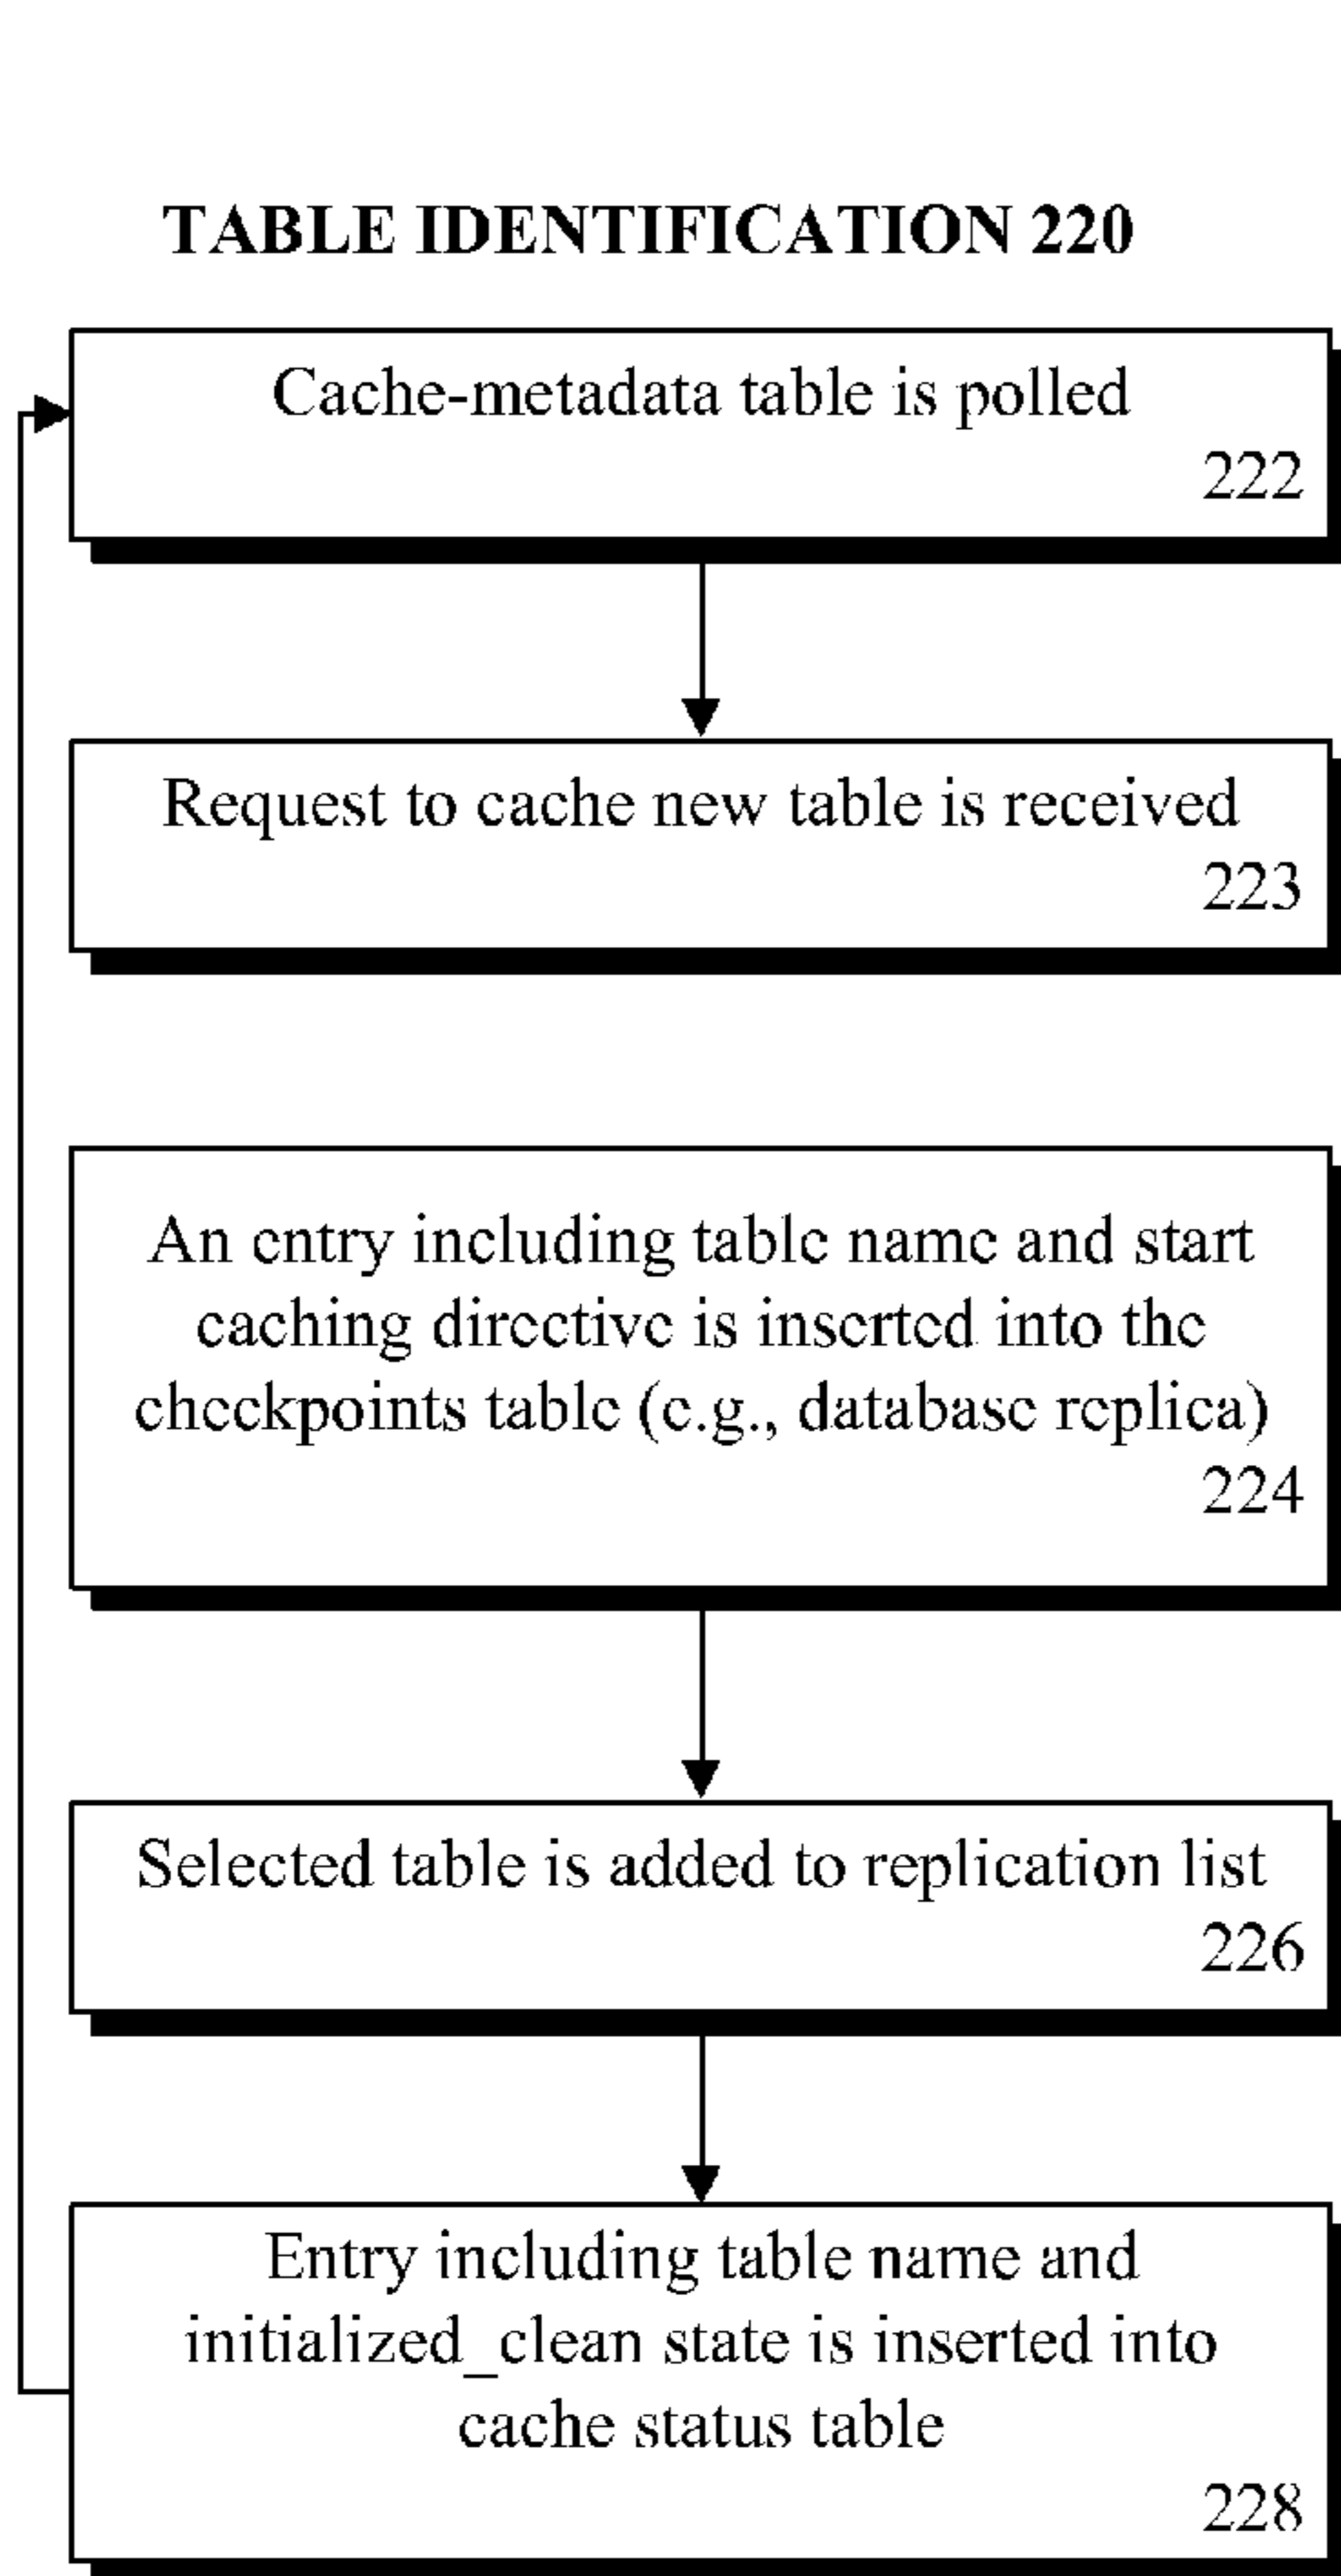 TABLE IDENTIFICATION 220
Cache-metadata table is polled
222
Request to cache new table is received
223
An entry including table name and start
caching directive is inserted into the
checkpoints table (e.g., database replica)
224
Selected table is added to replication list
226
Entry including table name and
initialized_clean state is inserted into
cache status table
228